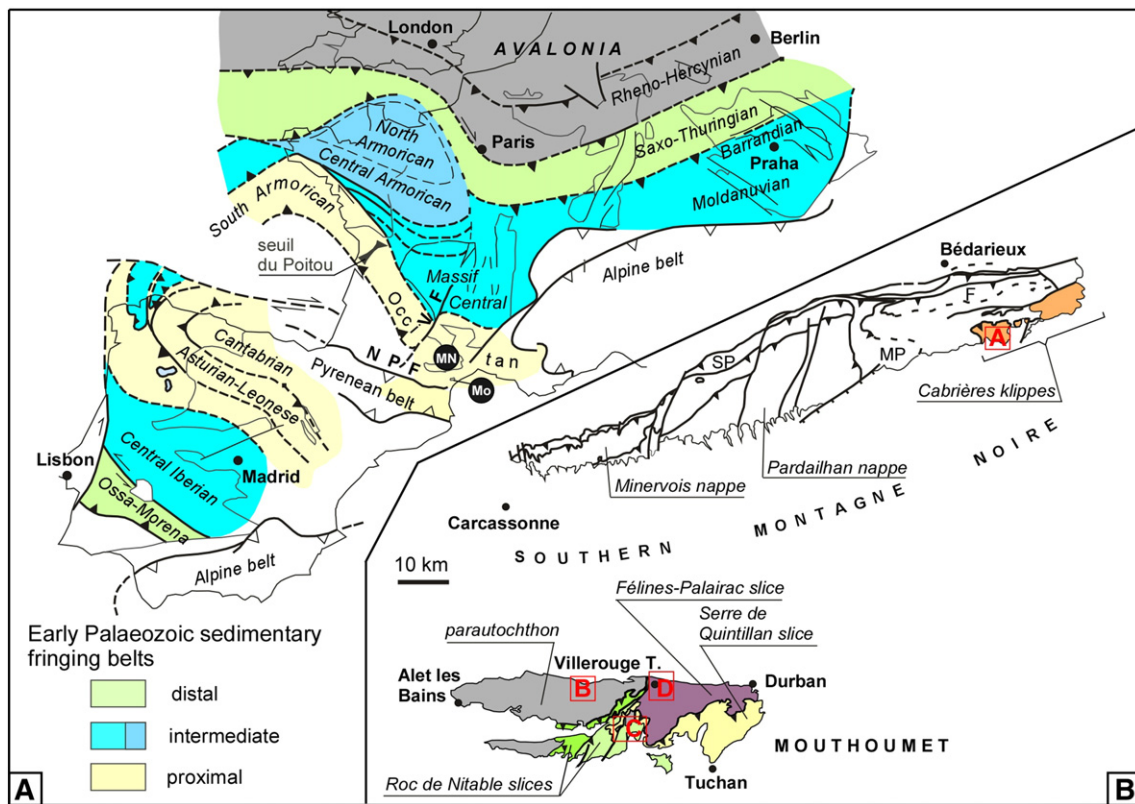 London
AVALONIA
Berlin
Rheno-Hercynian
North
Armorican
Paris
Saxo-Thuringian
Barrandian
Praha
Central Armorican
Moldanuvian
South Armorican
seuil
du Poitou
Massif
Central
Alpine belt
Occi
tan
V F
N P F
MN
Mo
Cantabrian
Asturian-Leonese
Pyrenean belt
Central Iberian
Lisbon
Madrid
Ossa-Morena
Alpine belt
Early Palaeozoic sedimentary
fringing belts
distal
intermediate
proximal
A
Bédarieux
F
A
SP
MP
Cabrières klippes
Pardailhan nappe
Minervois nappe
Carcassonne
SOUTHERN MONTAGNE NOIRE
10 km
Félines-Palairac slice
Serre de
Quintillan slice
parautochthon
Villerouge T.
Alet les
Bains
B
D
Durban
C
MOUTHOUMET
Roc de Nitable slices
Tuchan
B